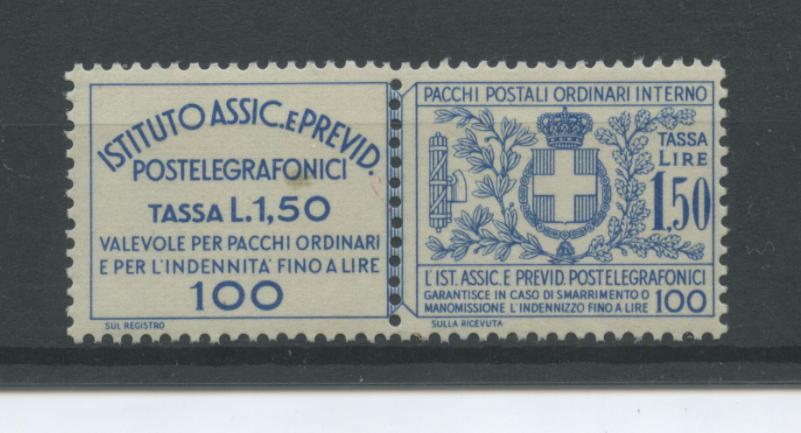 ISTITUTO ASSIC. E PREVID.
POSTELEGRAFONICI
TASSA L.1,50
VALEVOLE PER PACCHI ORDINARI
E PER L'INDENNITA' FINO A LIRE
100
SUL REGISTRO
PACCHI POSTALI ORDINARI INTERNO
TASSA
LIRE
1,50
L'IST. ASSIC. E PREVID. POSTELEGRAFONICI
GARANTISCE IN CASO DI SMARRIMENTO O
MANOMISSIONE L'INDENNIZZO FINO A LIRE 100
SULLA RICEVUTA